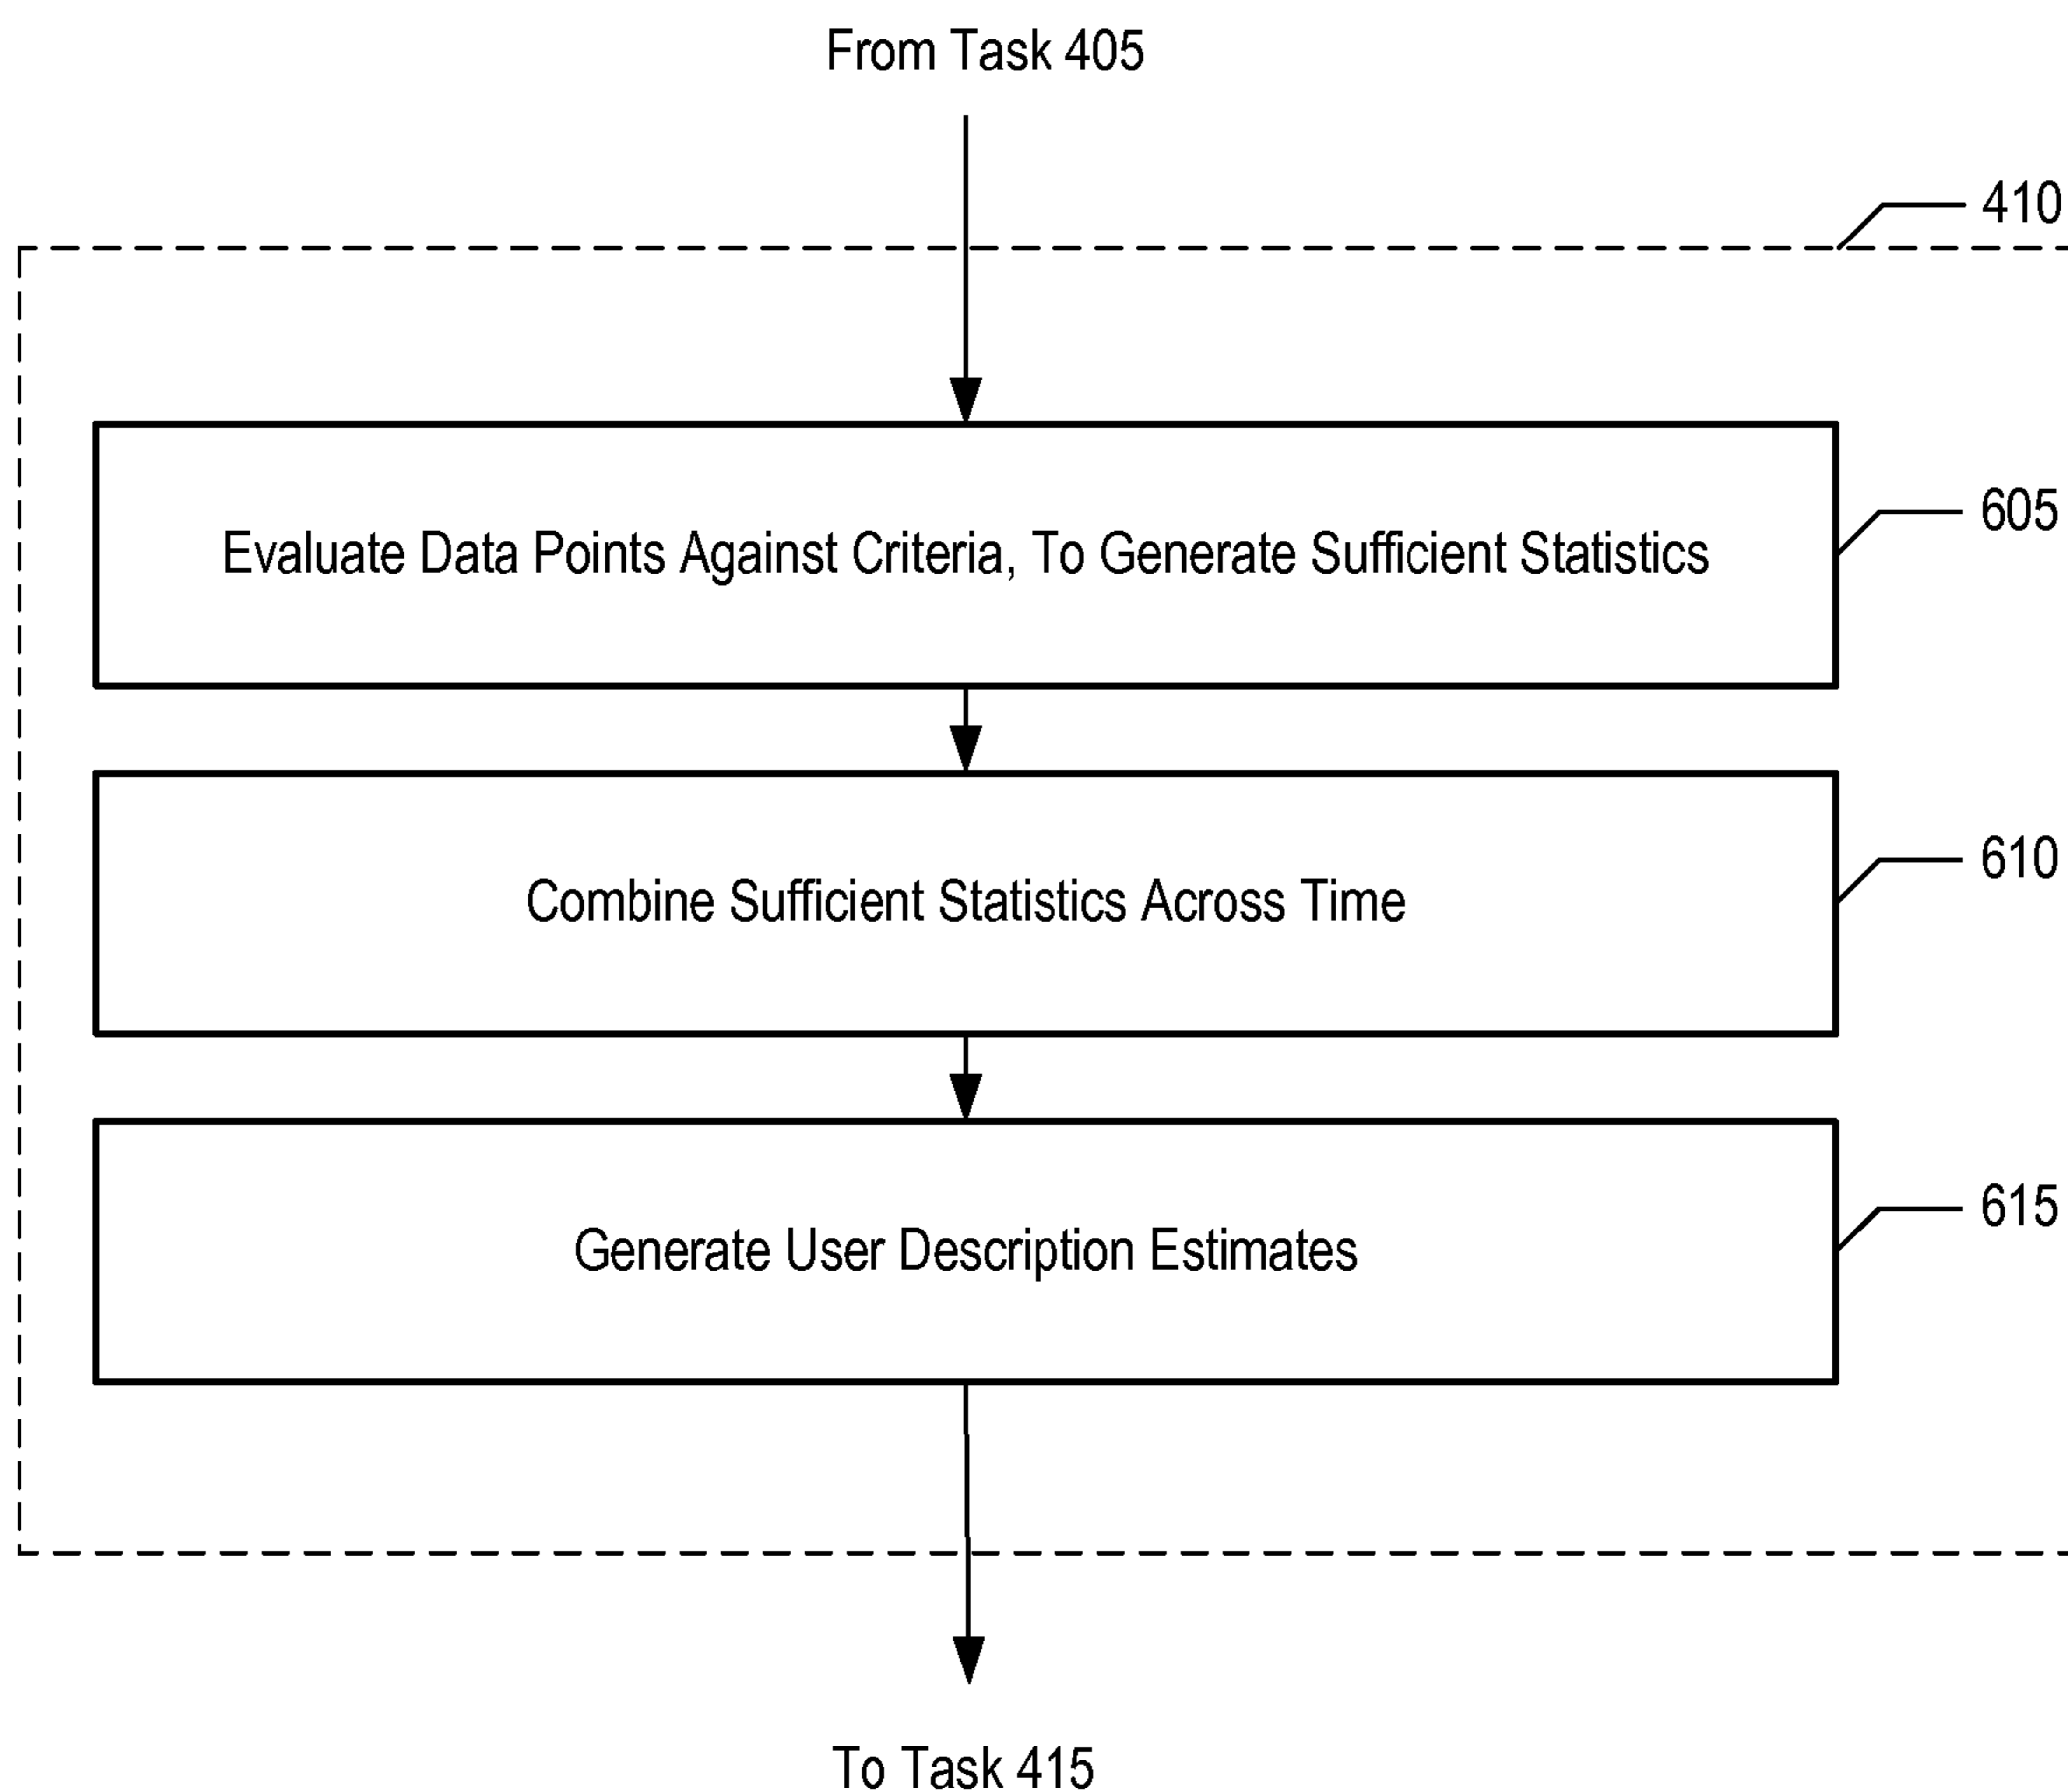 From Task 405
410
Evaluate Data Points Against Criteria, To Generate Sufficient Statistics
605
Combine Sufficient Statistics Across Time
610
Generate User Description Estimates
615
To Task 415